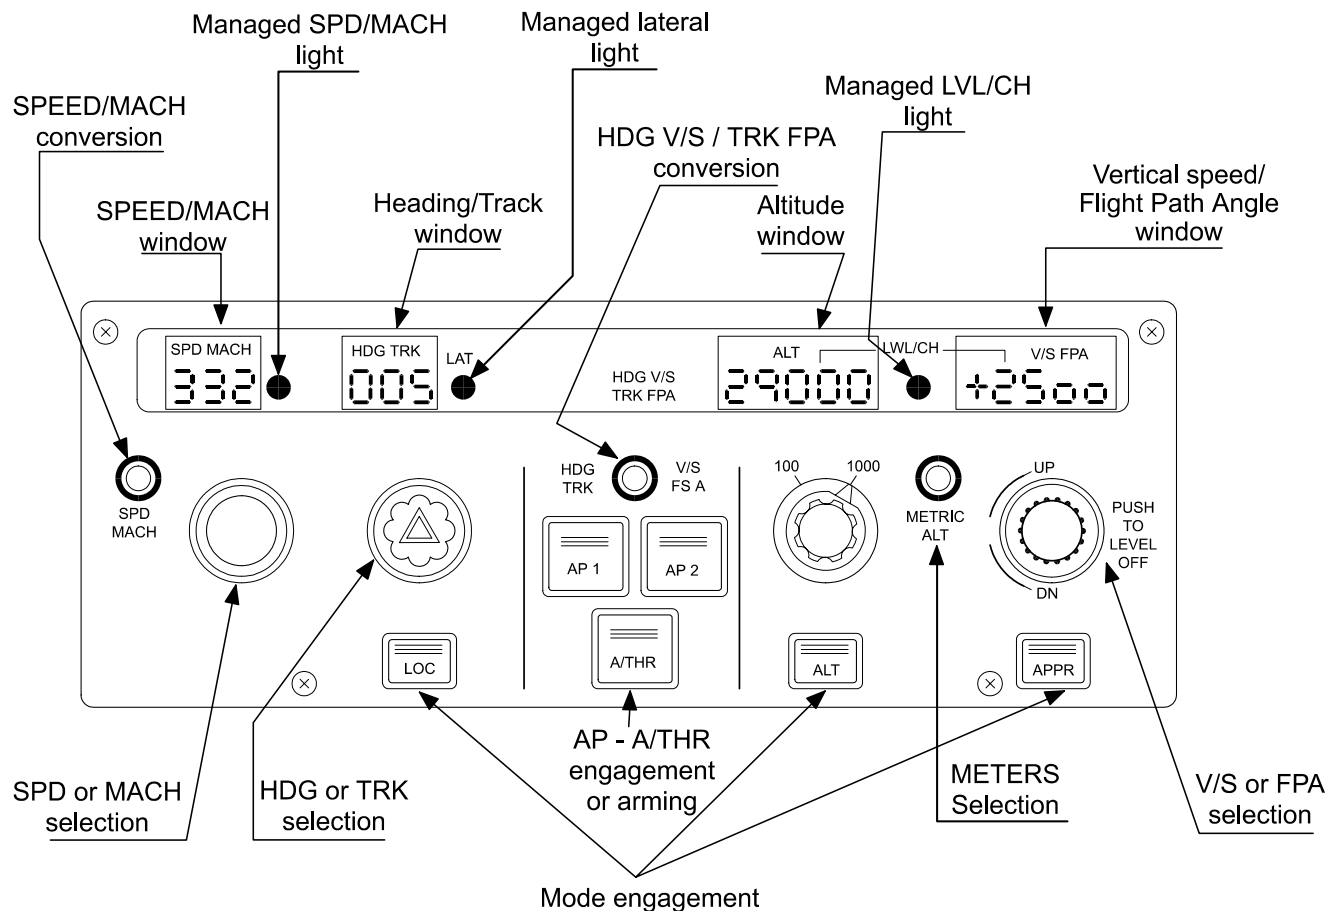 Managed SPD/MACH
light
Managed lateral
light
Managed LVL/CH
light
SPEED/MACH
conversion
HDG V/S / TRK FPA
conversion
Vertical speed/
Flight Path Angle
window
SPEED/MACH
window
Heading/Track
window
Altitude
window
SPD MACH
332
HDG TRK
005
LAT
HDG V/S
TRK FPA
ALT
29000
LWL/CH
V/S FPA
+25oo
SPD
MACH
HDG
TRK
V/S
FS A
100
1000
METRIC
ALT
UP
DN
PUSH
TO
LEVEL
OFF
AP 1
AP 2
LOC
A/THR
ALT
APPR
SPD or MACH
selection
HDG or TRK
selection
AP - A/THR
engagement
or arming
METERS
Selection
V/S or FPA
selection
Mode engagement